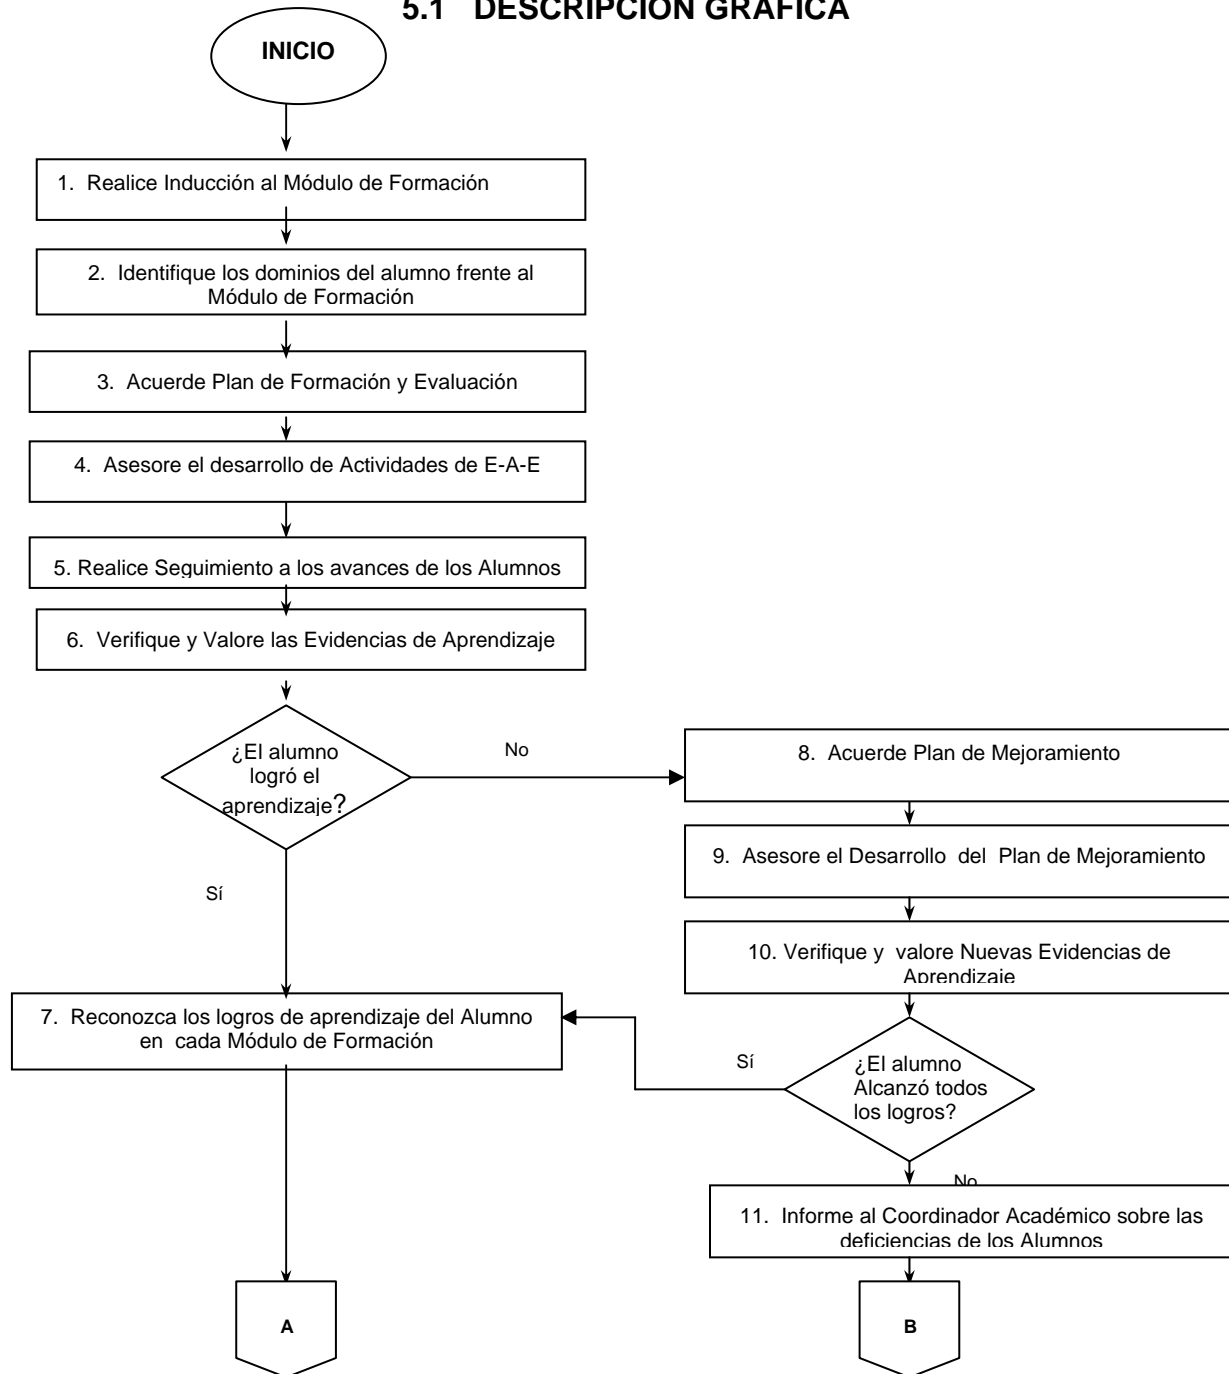 5.1 DESCRIPCIÓN GRÁFICA
INICIO
1. Realice Inducción al Módulo de Formación
2. Identifique los dominios del alumno frente al
Módulo de Formación
3. Acuerde Plan de Formación y Evaluación
4. Asesore el desarrollo de Actividades de E-A-E
5. Realice Seguimiento a los avances de los Alumnos
6. Verifique y Valore las Evidencias de Aprendizaje
¿El alumno
logró el
aprendizaje?
No
Sí
8. Acuerde Plan de Mejoramiento
9. Asesore el Desarrollo del Plan de Mejoramiento
10. Verifique y valore Nuevas Evidencias de
Aprendizaje
7. Reconozca los logros de aprendizaje del Alumno
en cada Módulo de Formación
Sí
¿El alumno
Alcanzó todos
los logros?
No
11. Informe al Coordinador Académico sobre las
deficiencias de los Alumnos
A
B